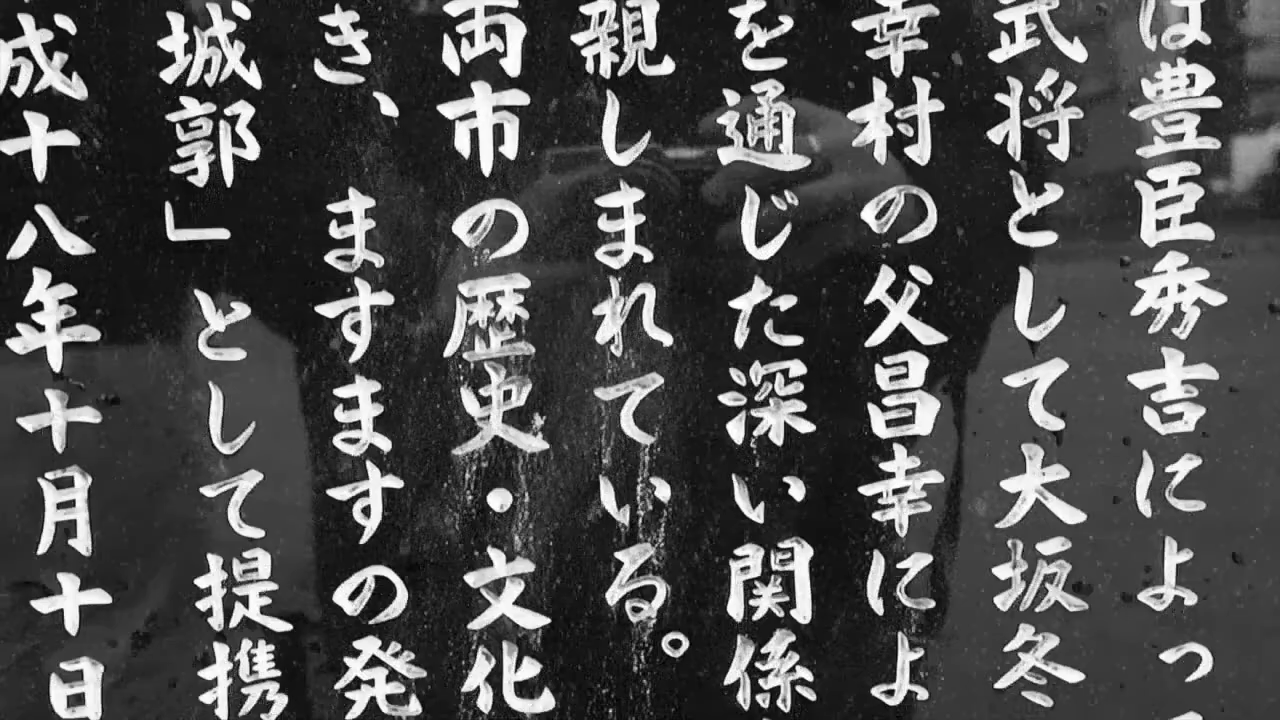 は豊臣秀吉によっ
武将として大坂冬
幸村の父昌幸によ
を通じた深い関係
親しまれている。
両市の歴史・文化
き、ますますの発
城郭」として提携
成十八年十月十日